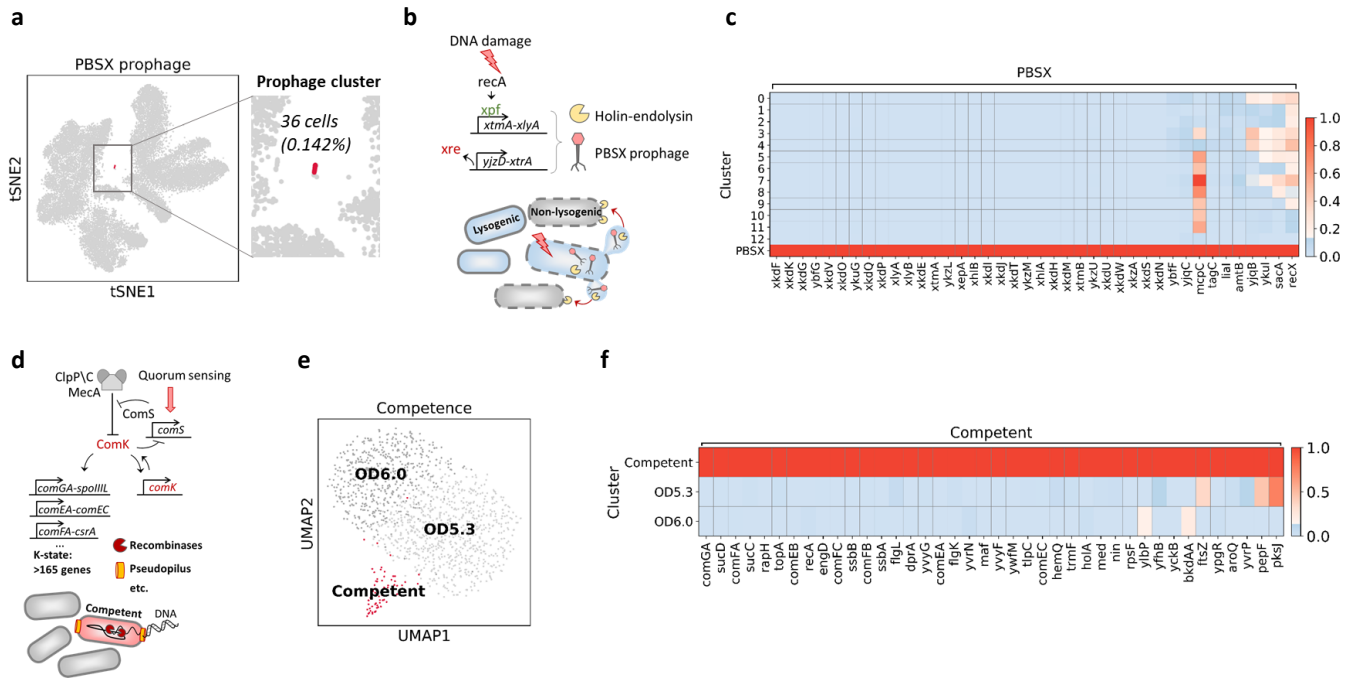 a
PBSX prophage
tSNE2
tSNE1
Prophage cluster
36 cells
(0.142%)
b
DNA damage
recA
xpf
xtmA-xlyA
xre
yjzD-xtrA
Holin-endolysin
PBSX prophage
Lysogenic
Non-lysogenic
c
PBSX
Cluster
0
1
2
3
4
5
6
7
8
9
10
11
12
PBSX
xkdF
xkdK
xkdG
ybfG
xkdV
xkdO
ykuG
xkdQ
xkdP
xlyA
xlyB
xkdE
xtmA
ykzL
xepA
xhlB
xkdI
xkdJ
xkdT
ykzM
xhlA
xkdH
xkdM
xtmB
ykzU
xkdU
xkdW
xkzA
xkdS
xkdN
ybfF
yjqC
mcpC
tagC
liaI
amtB
yjqB
ykuI
sacA
recX
1.0
0.8
0.6
0.4
0.2
0.0
d
ClpP\C
MecA
Quorum sensing
ComS
comS
ComK
comGA-spoIIIL
comK
comEA-comEC
comFA-csrA
...
K-state:
>165 genes
Recombinases
Pseudopilus
etc.
Competent
DNA
e
Competence
OD6.0
OD5.3
Competent
UMAP2
UMAP1
f
Competent
Cluster
Competent
OD5.3
OD6.0
comGA
sucD
comFA
sucC
rapH
topA
comEB
recA
engD
comFC
ssbB
comFB
ssbA
flgL
dprA
yvyG
comEA
flgK
yvrN
maf
yvyF
ywfM
tlpC
comEC
hemQ
trmF
holA
med
nin
rpsF
ylbP
yfhB
yckB
bkdAA
ftsZ
ypgR
aroQ
yvrP
pepF
pksJ
1.0
0.5
0.0